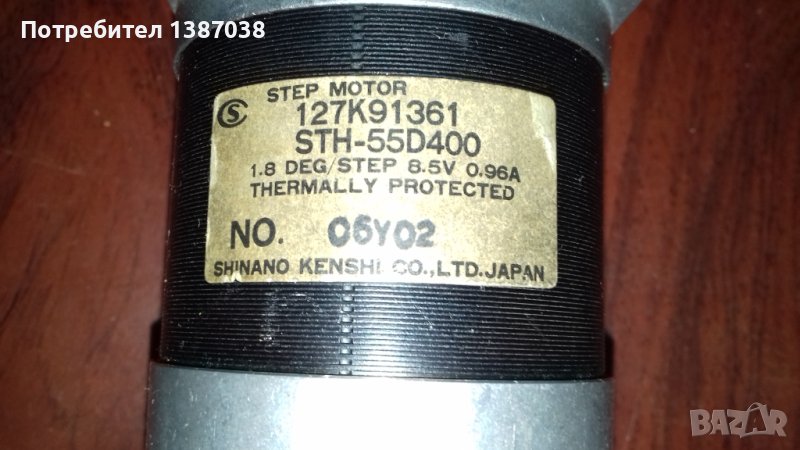 Потребител 1387038
STEP MOTOR
127K91361
STH-55D400
1.8 DEG/STEP 8.5V 0.96A
THERMALLY PROTECTED
NO. 06Y02
SHINANO KENSHI CO.,LTD.JAPAN
BAZAR